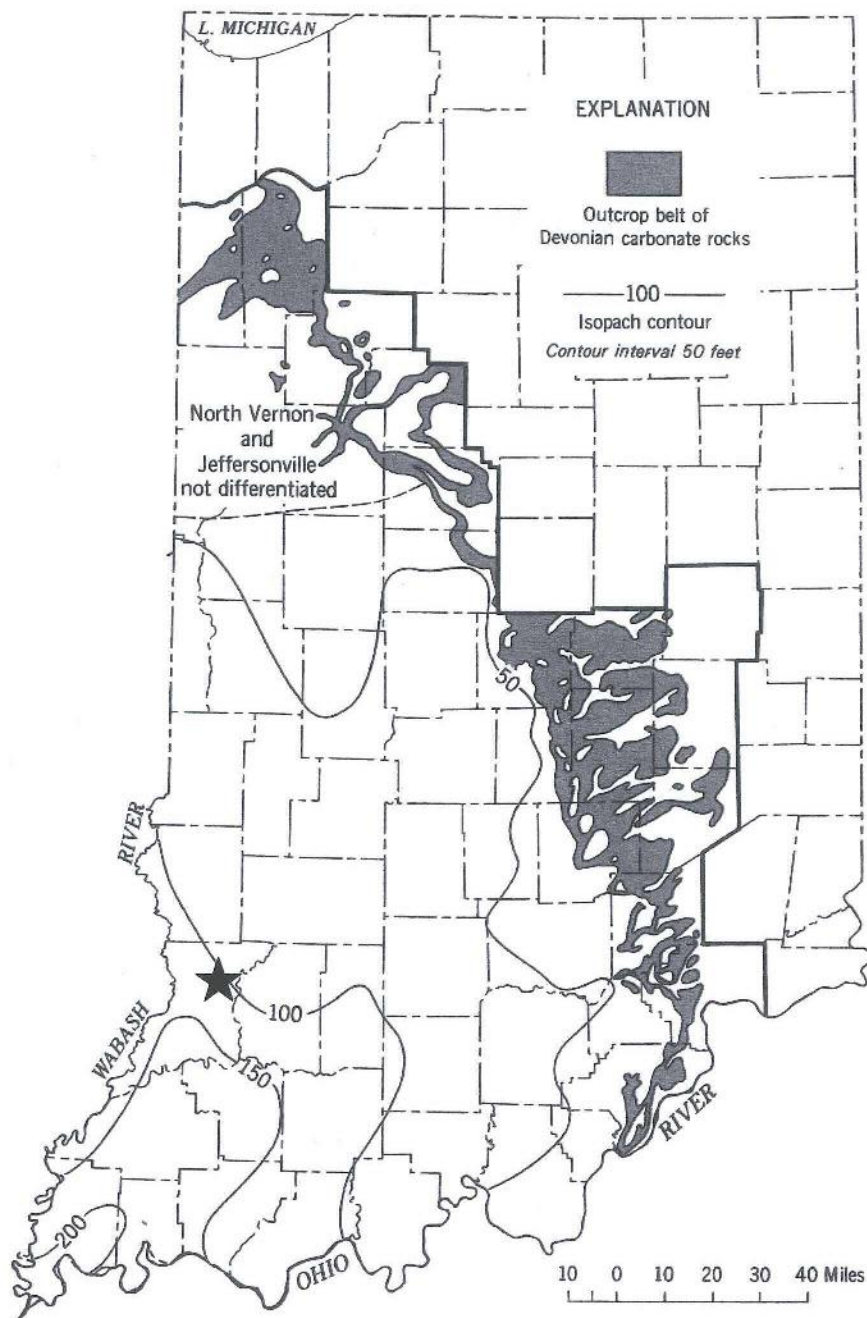 L. MICHIGAN
EXPLANATION
Outcrop belt of
Devonian carbonate rocks
100
Isopach contour
Contour interval 50 feet
North Vernon
and
Jeffersonville
not differentiated
50
RIVER
WABASH
100
150
200
OHIO
RIVER
10 0 10 20 30 40 Miles